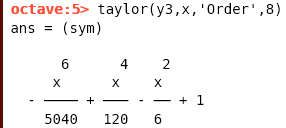 octave:5> taylor(y3,x,'Order',8)
ans = (sym)
6 4 2
x x x
- ──── + ─── - ── + 1
5040 120 6